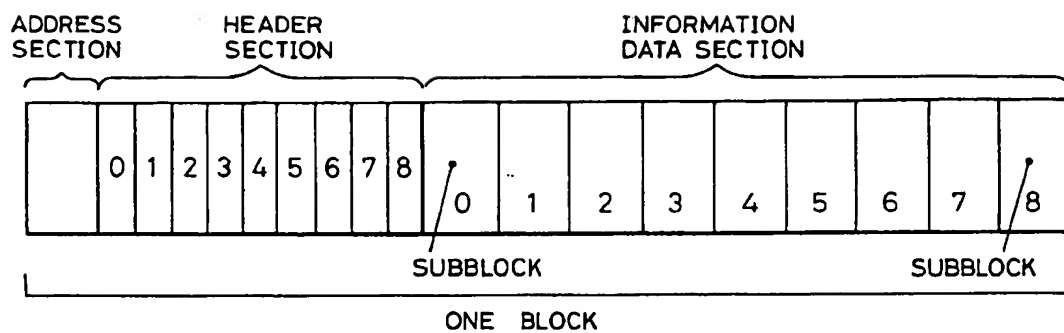 ADDRESS SECTION
HEADER SECTION
INFORMATION DATA SECTION
0 1 2 3 4 5 6 7 8
0 1 2 3 4 5 6 7 8
SUBBLOCK
SUBBLOCK
ONE BLOCK